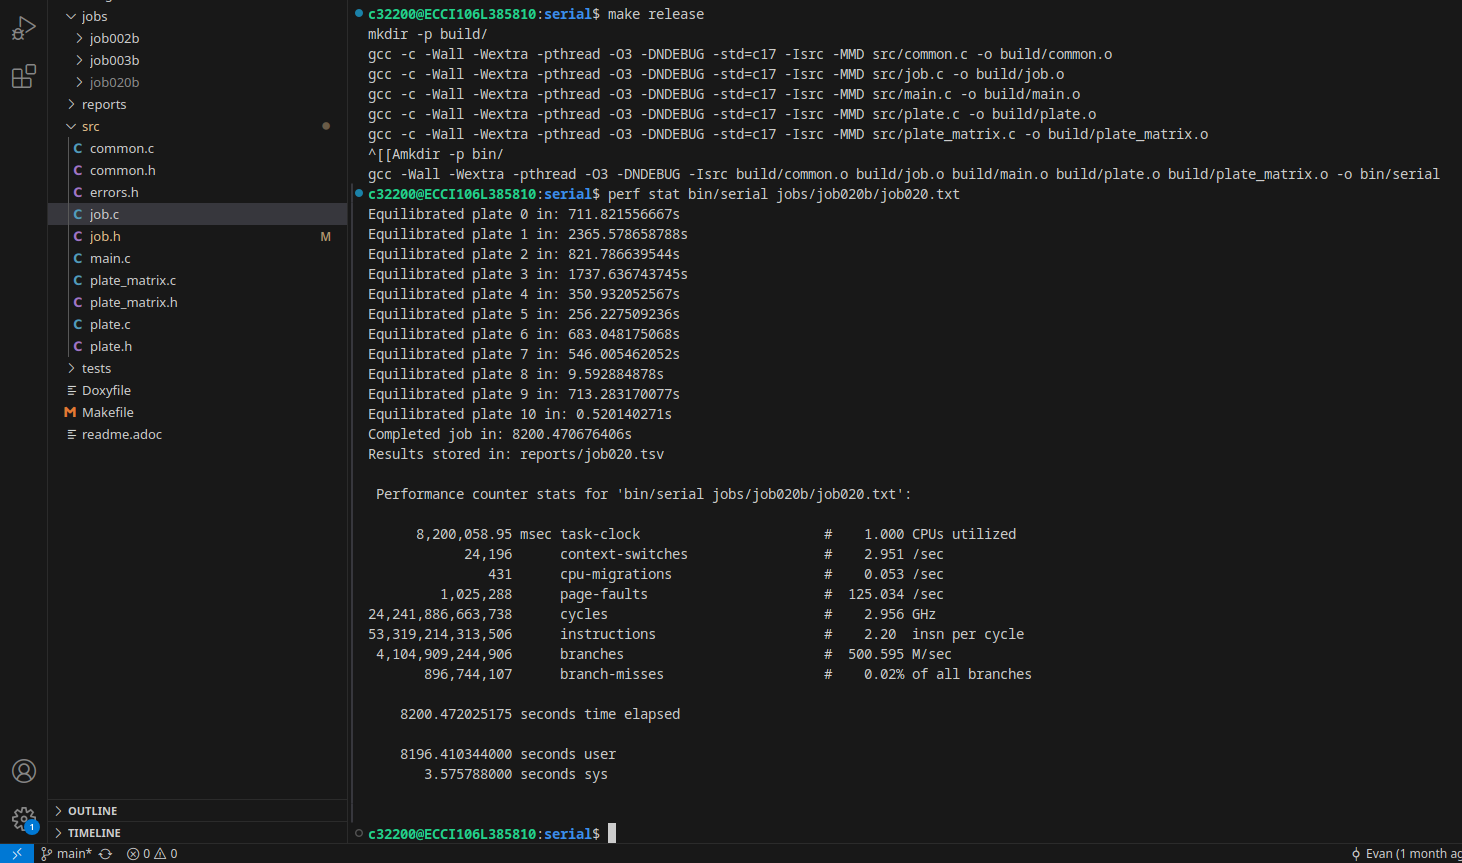 jobs
job002b
job003b
job020b
reports
src
C common.c
C common.h
C errors.h
C job.c
C job.h M
C main.c
C plate_matrix.c
C plate_matrix.h
C plate.c
C plate.h
tests
Doxyfile
M Makefile
readme.adoc
OUTLINE
TIMELINE
1
c32200@ECCI106L385810:serial$ make release
mkdir -p build/
gcc -c -Wall -Wextra -pthread -O3 -DNDEBUG -std=c17 -Isrc -MMD src/common.c -o build/common.o
gcc -c -Wall -Wextra -pthread -O3 -DNDEBUG -std=c17 -Isrc -MMD src/job.c -o build/job.o
gcc -c -Wall -Wextra -pthread -O3 -DNDEBUG -std=c17 -Isrc -MMD src/main.c -o build/main.o
gcc -c -Wall -Wextra -pthread -O3 -DNDEBUG -std=c17 -Isrc -MMD src/plate.c -o build/plate.o
gcc -c -Wall -Wextra -pthread -O3 -DNDEBUG -std=c17 -Isrc -MMD src/plate_matrix.c -o build/plate_matrix.o
^[[Amkdir -p bin/
gcc -Wall -Wextra -pthread -O3 -DNDEBUG -Isrc build/common.o build/job.o build/main.o build/plate.o build/plate_matrix.o -o bin/serial
c32200@ECCI106L385810:serial$ perf stat bin/serial jobs/job020b/job020.txt
Equilibrated plate 0 in: 711.821556667s
Equilibrated plate 1 in: 2365.578658788s
Equilibrated plate 2 in: 821.786639544s
Equilibrated plate 3 in: 1737.636743745s
Equilibrated plate 4 in: 350.932052567s
Equilibrated plate 5 in: 256.227509236s
Equilibrated plate 6 in: 683.048175068s
Equilibrated plate 7 in: 546.005462052s
Equilibrated plate 8 in: 9.592884878s
Equilibrated plate 9 in: 713.283170077s
Equilibrated plate 10 in: 0.520140271s
Completed job in: 8200.470676406s
Results stored in: reports/job020.tsv
Performance counter stats for 'bin/serial jobs/job020b/job020.txt':
8,200,058.95 msec task-clock # 1.000 CPUs utilized
24,196 context-switches # 2.951 /sec
431 cpu-migrations # 0.053 /sec
1,025,288 page-faults # 125.034 /sec
24,241,886,663,738 cycles # 2.956 GHz
53,319,214,313,506 instructions # 2.20 insn per cycle
4,104,909,244,906 branches # 500.595 M/sec
896,744,107 branch-misses # 0.02% of all branches
8200.472025175 seconds time elapsed
8196.410344000 seconds user
3.575788000 seconds sys
c32200@ECCI106L385810:serial$
main* 0 0 Evan (1 month ag